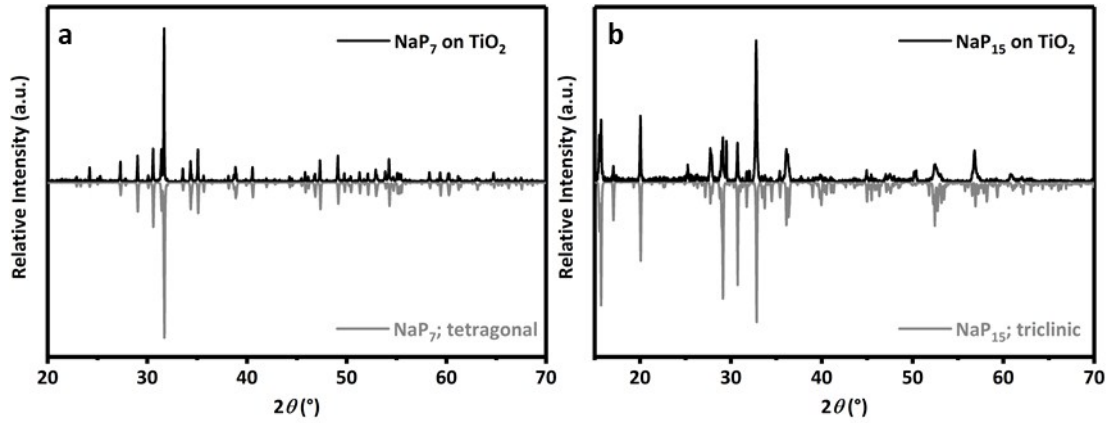 a
NaP₇ on TiO₂
Relative Intensity (a.u.)
NaP₇; tetragonal
20 30 40 50 60 70
2θ (°)
b
NaP₁₅ on TiO₂
Relative Intensity (a.u.)
NaP₁₅; triclinic
20 30 40 50 60 70
2θ (°)